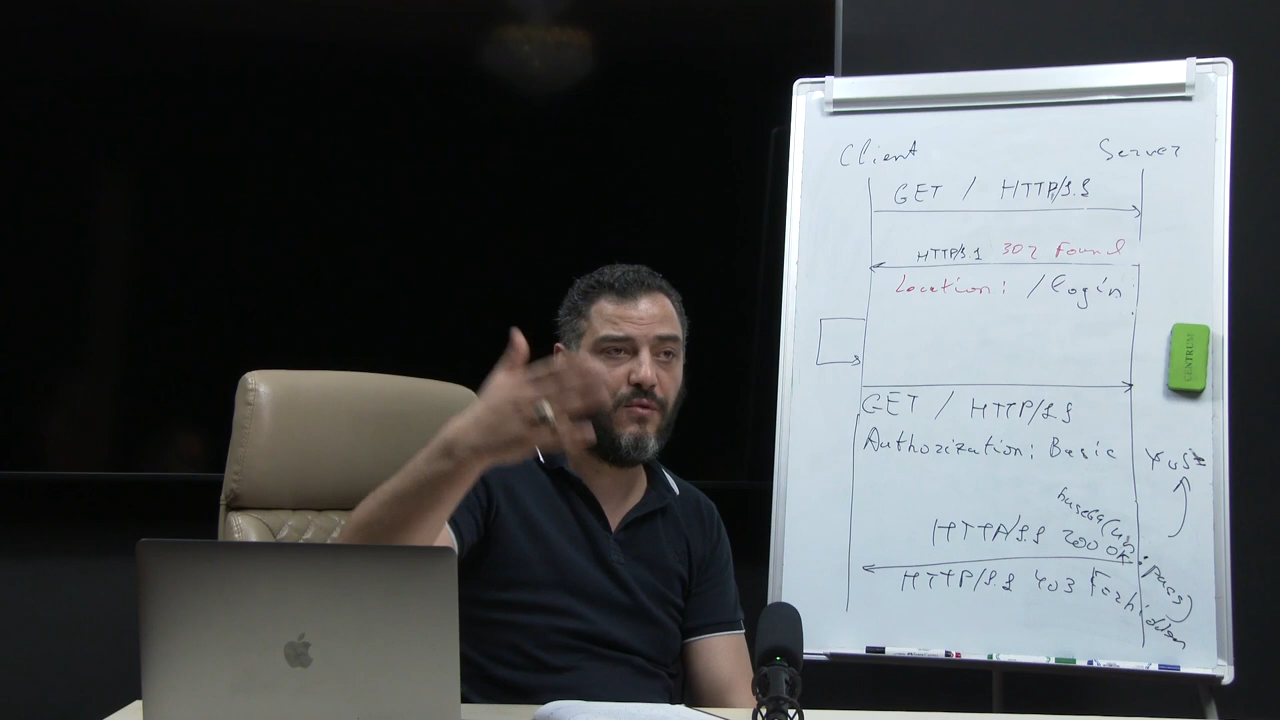 Client
Server
GET / HTTP/1.1
HTTP/1.1 302 Found
Location: /login
CENTRUM
GET / HTTP/1.1
Authorization: Basic
base64(
:pass)
HTTP/1.1 200 OK
HTTP/1.1 403 Forbidden